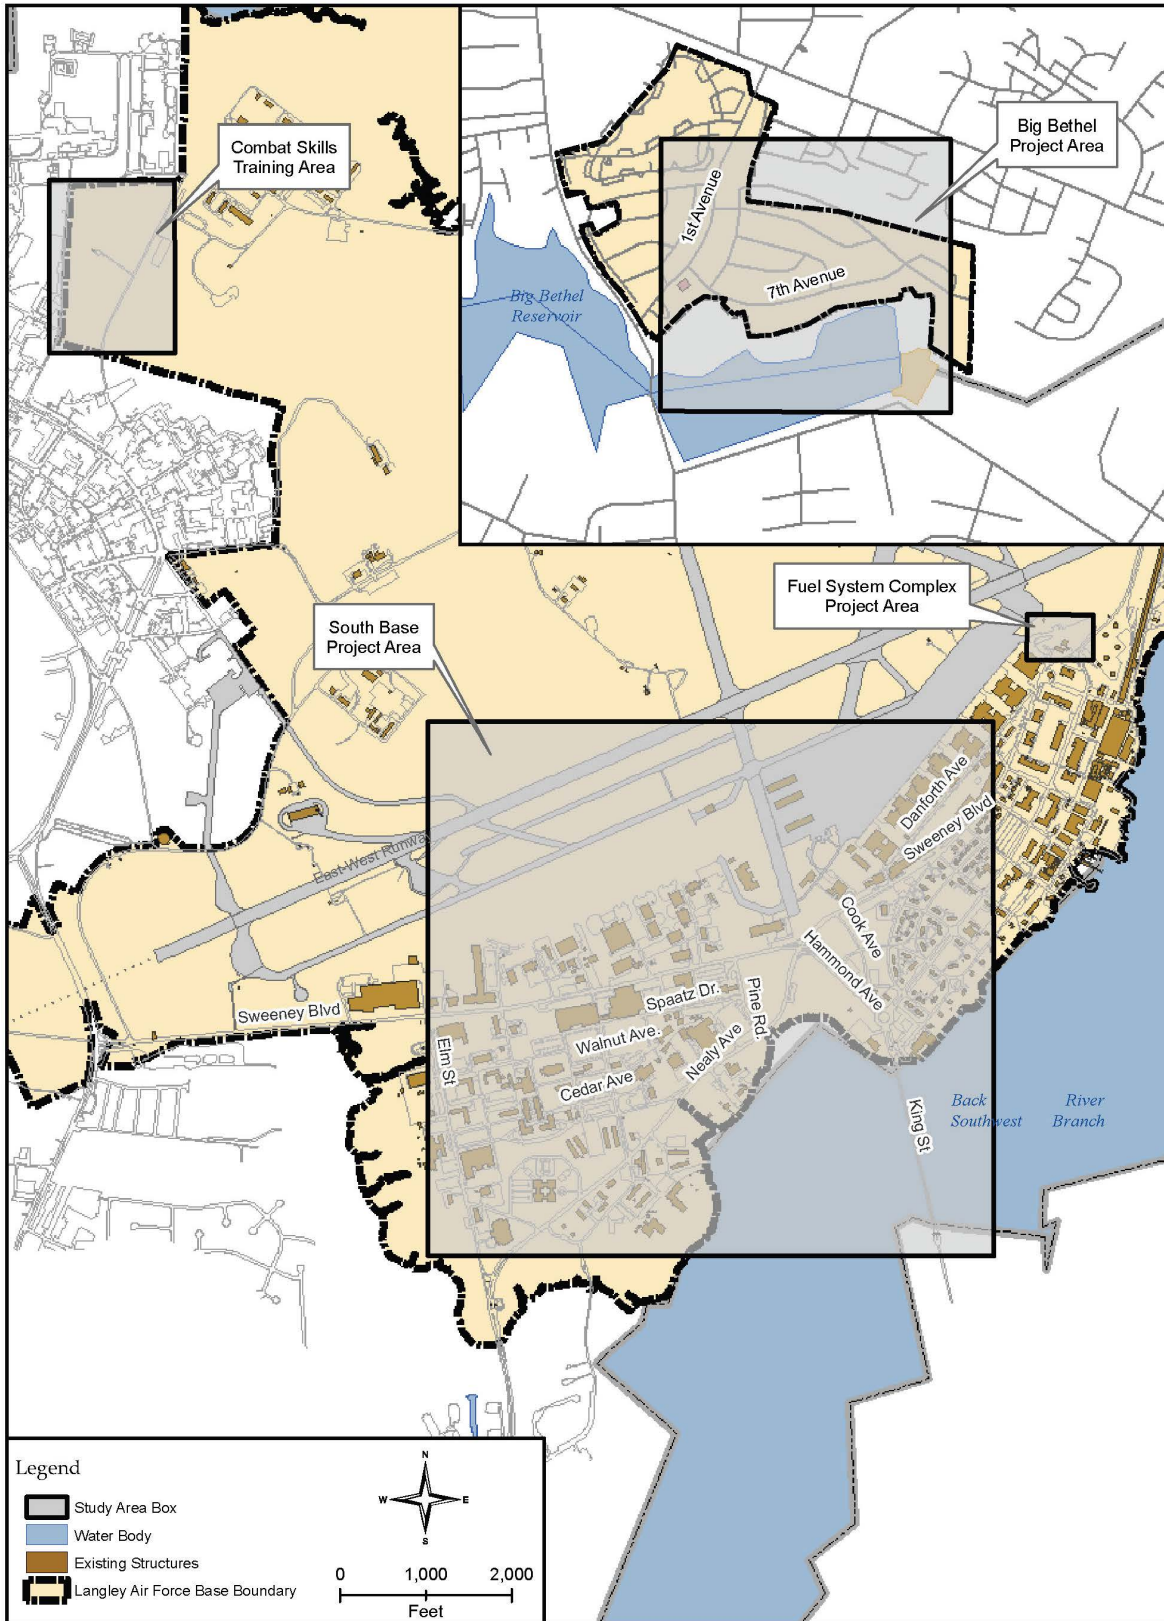 Combat Skills
Training Area
Big Bethel
Project Area
1st Avenue
7th Avenue
Big Bethel
Reservoir
Fuel System Complex
Project Area
South Base
Project Area
East-West Runway
Danforth Ave
Sweeney Blvd
Cook Ave
Hammond Ave
Sweeney Blvd
Spaatz Dr.
Pine Rd.
Walnut Ave.
Nealy Ave
Elm St
Cedar Ave
King St
Back River
Southwest Branch
Legend
Study Area Box
Water Body
Existing Structures
Langley Air Force Base Boundary
N
W E
S
0 1,000 2,000
Feet